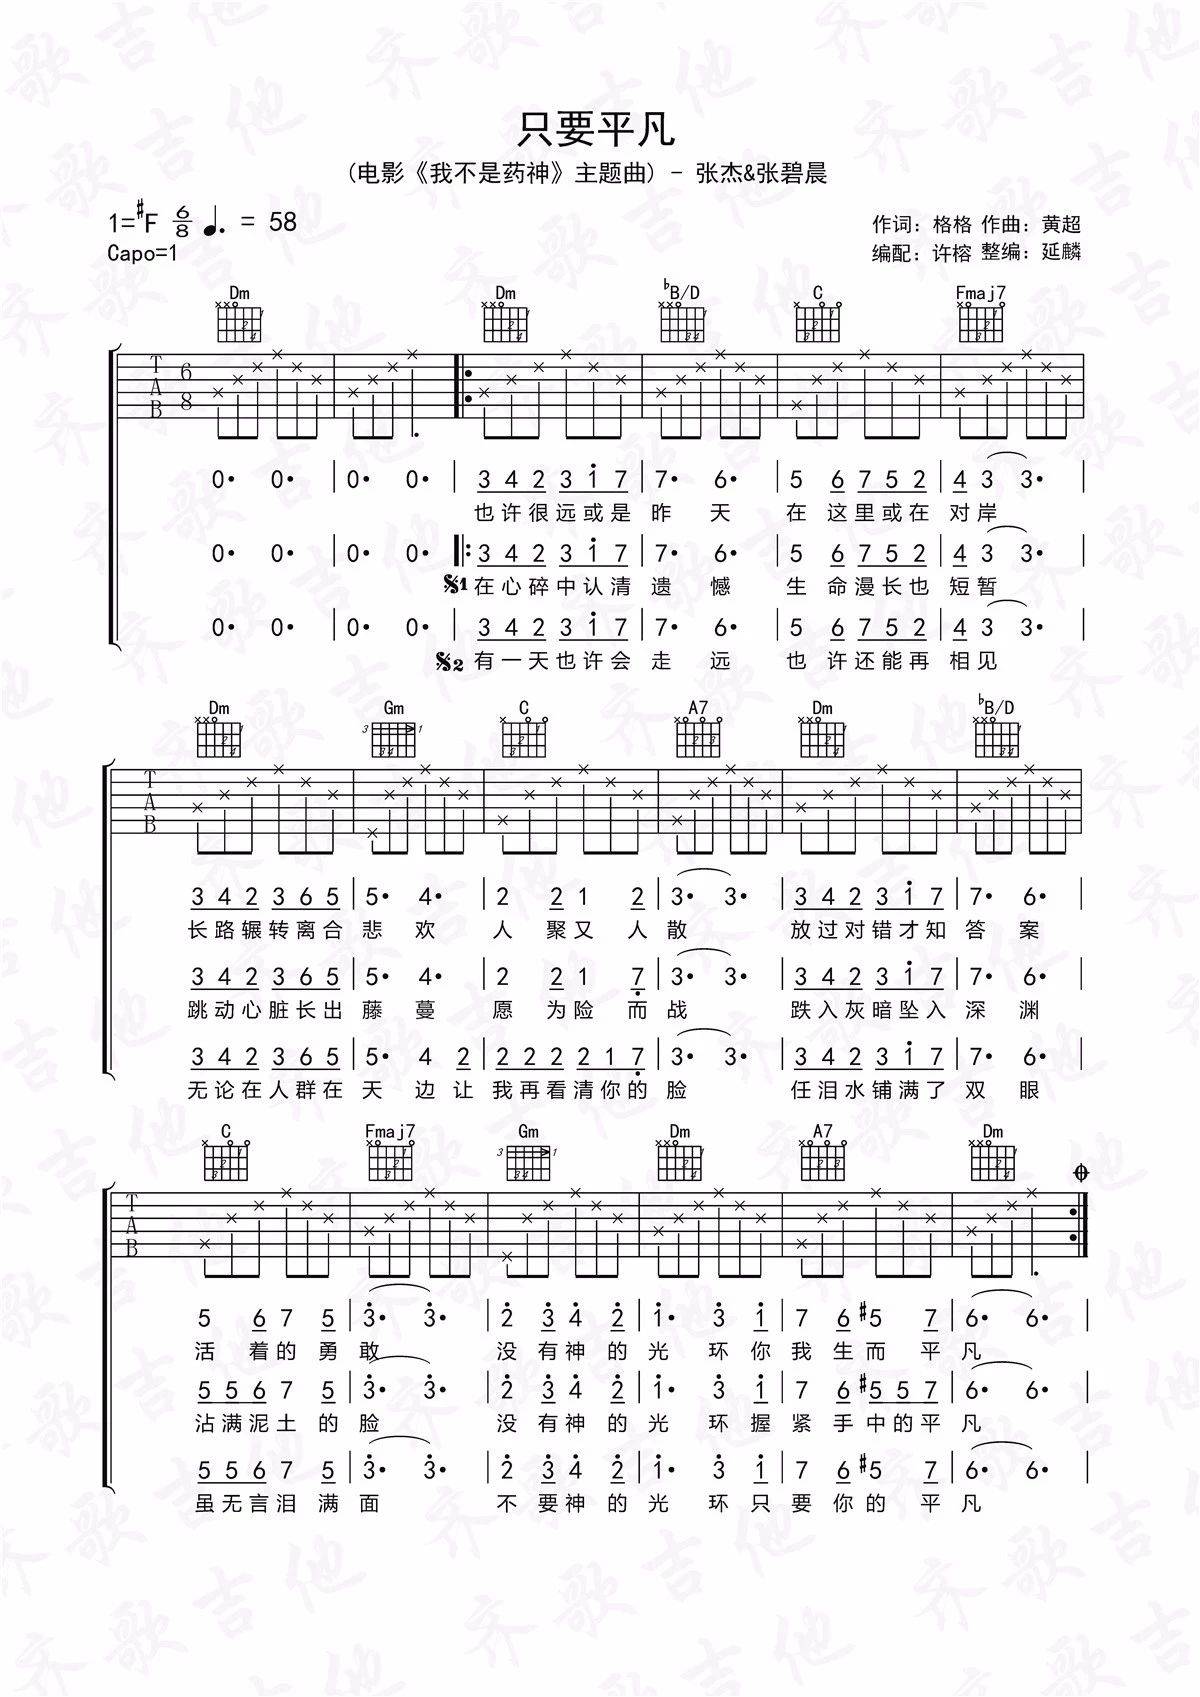 只要平凡
(电影《我不是药神》主题曲) - 张杰&张碧晨
1=#F 6/8 ♩. = 58
作词：格格 作曲：黄超
Capo=1
编配：许榕 整编：延麟
Dm Dm bB/D C Fmaj7
T A B 6 8
0· 0· | 0· 0· | 3 4 2 3 1 7 | 7· 6· | 5 6 7 5 2 | 4 3 3· |
也许很远或是 昨 天 在 这里或在 对岸
0· 0· | 0· 0· 3 4 2 3 1 7 | 7· 6· | 5 6 7 5 2 | 4 3 3· |
𝄋1 在心碎中认清 遗 憾 生 命漫长也 短暂
0· 0· | 0· 0· | 3 4 2 3 1 7 | 7· 6· | 5 6 7 5 2 | 4 3 3· |
𝄋2 有一天也许会 走 远 也 许还能再 相见
Dm Gm C A7 Dm bB/D
T A B
3 4 2 3 6 5 | 5· 4· | 2 2 1 2 | 3· 3· | 3 4 2 3 1 7 | 7· 6· |
长路辗转离合 悲 欢 人 聚又 人 散 放过对错才知 答 案
3 4 2 3 6 5 | 5· 4· | 2 2 1 7 | 3· 3· | 3 4 2 3 1 7 | 7· 6· |
跳动心脏长出 藤 蔓 愿 为险 而 战 跌入灰暗坠入 深 渊
3 4 2 3 6 5 | 5· 4 2 | 2 2 2 2 1 7 | 3· 3· | 3 4 2 3 1 7 | 7· 6· |
无论在人群在 天 边让 我再看清你的 脸 任泪水铺满了 双 眼
C Fmaj7 Gm Dm A7 Dm
T A B
5 6 7 5 | 3· 3· | 2 3 4 2 | 1· 3 1 | 7 6 #5 7 | 6· 6· |
活 着的 勇 敢 没 有神 的 光 环你 我 生而 平 凡
5 5 6 7 5 | 3· 3· | 2 3 4 2 | 1· 3 1 | 7 6 #5 5 7 | 6· 6· |
沾满泥土 的 脸 没 有神 的 光 环握 紧 手中的平 凡
5 5 6 7 5 | 3· 3· | 2 3 4 2 | 1· 3 1 | 7 6 #5 7 | 6· 6· |
虽无言泪 满 面 不 要神 的 光 环只 要 你的 平 凡
齐歌吉他